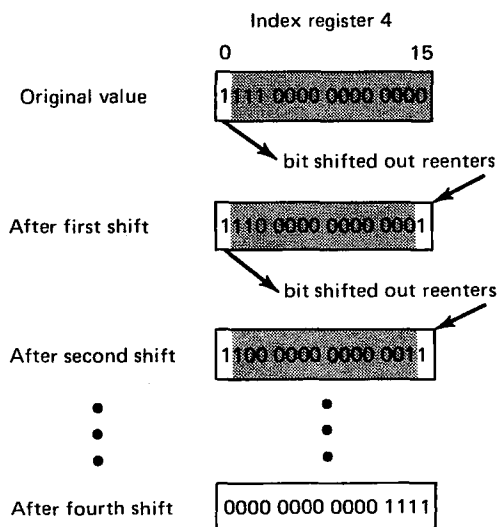 Index register 4
0 15
Original value 1111 0000 0000 0000
bit shifted out reenters
After first shift 1110 0000 0000 0001
bit shifted out reenters
After second shift 1100 0000 0000 0011
After fourth shift 0000 0000 0000 1111